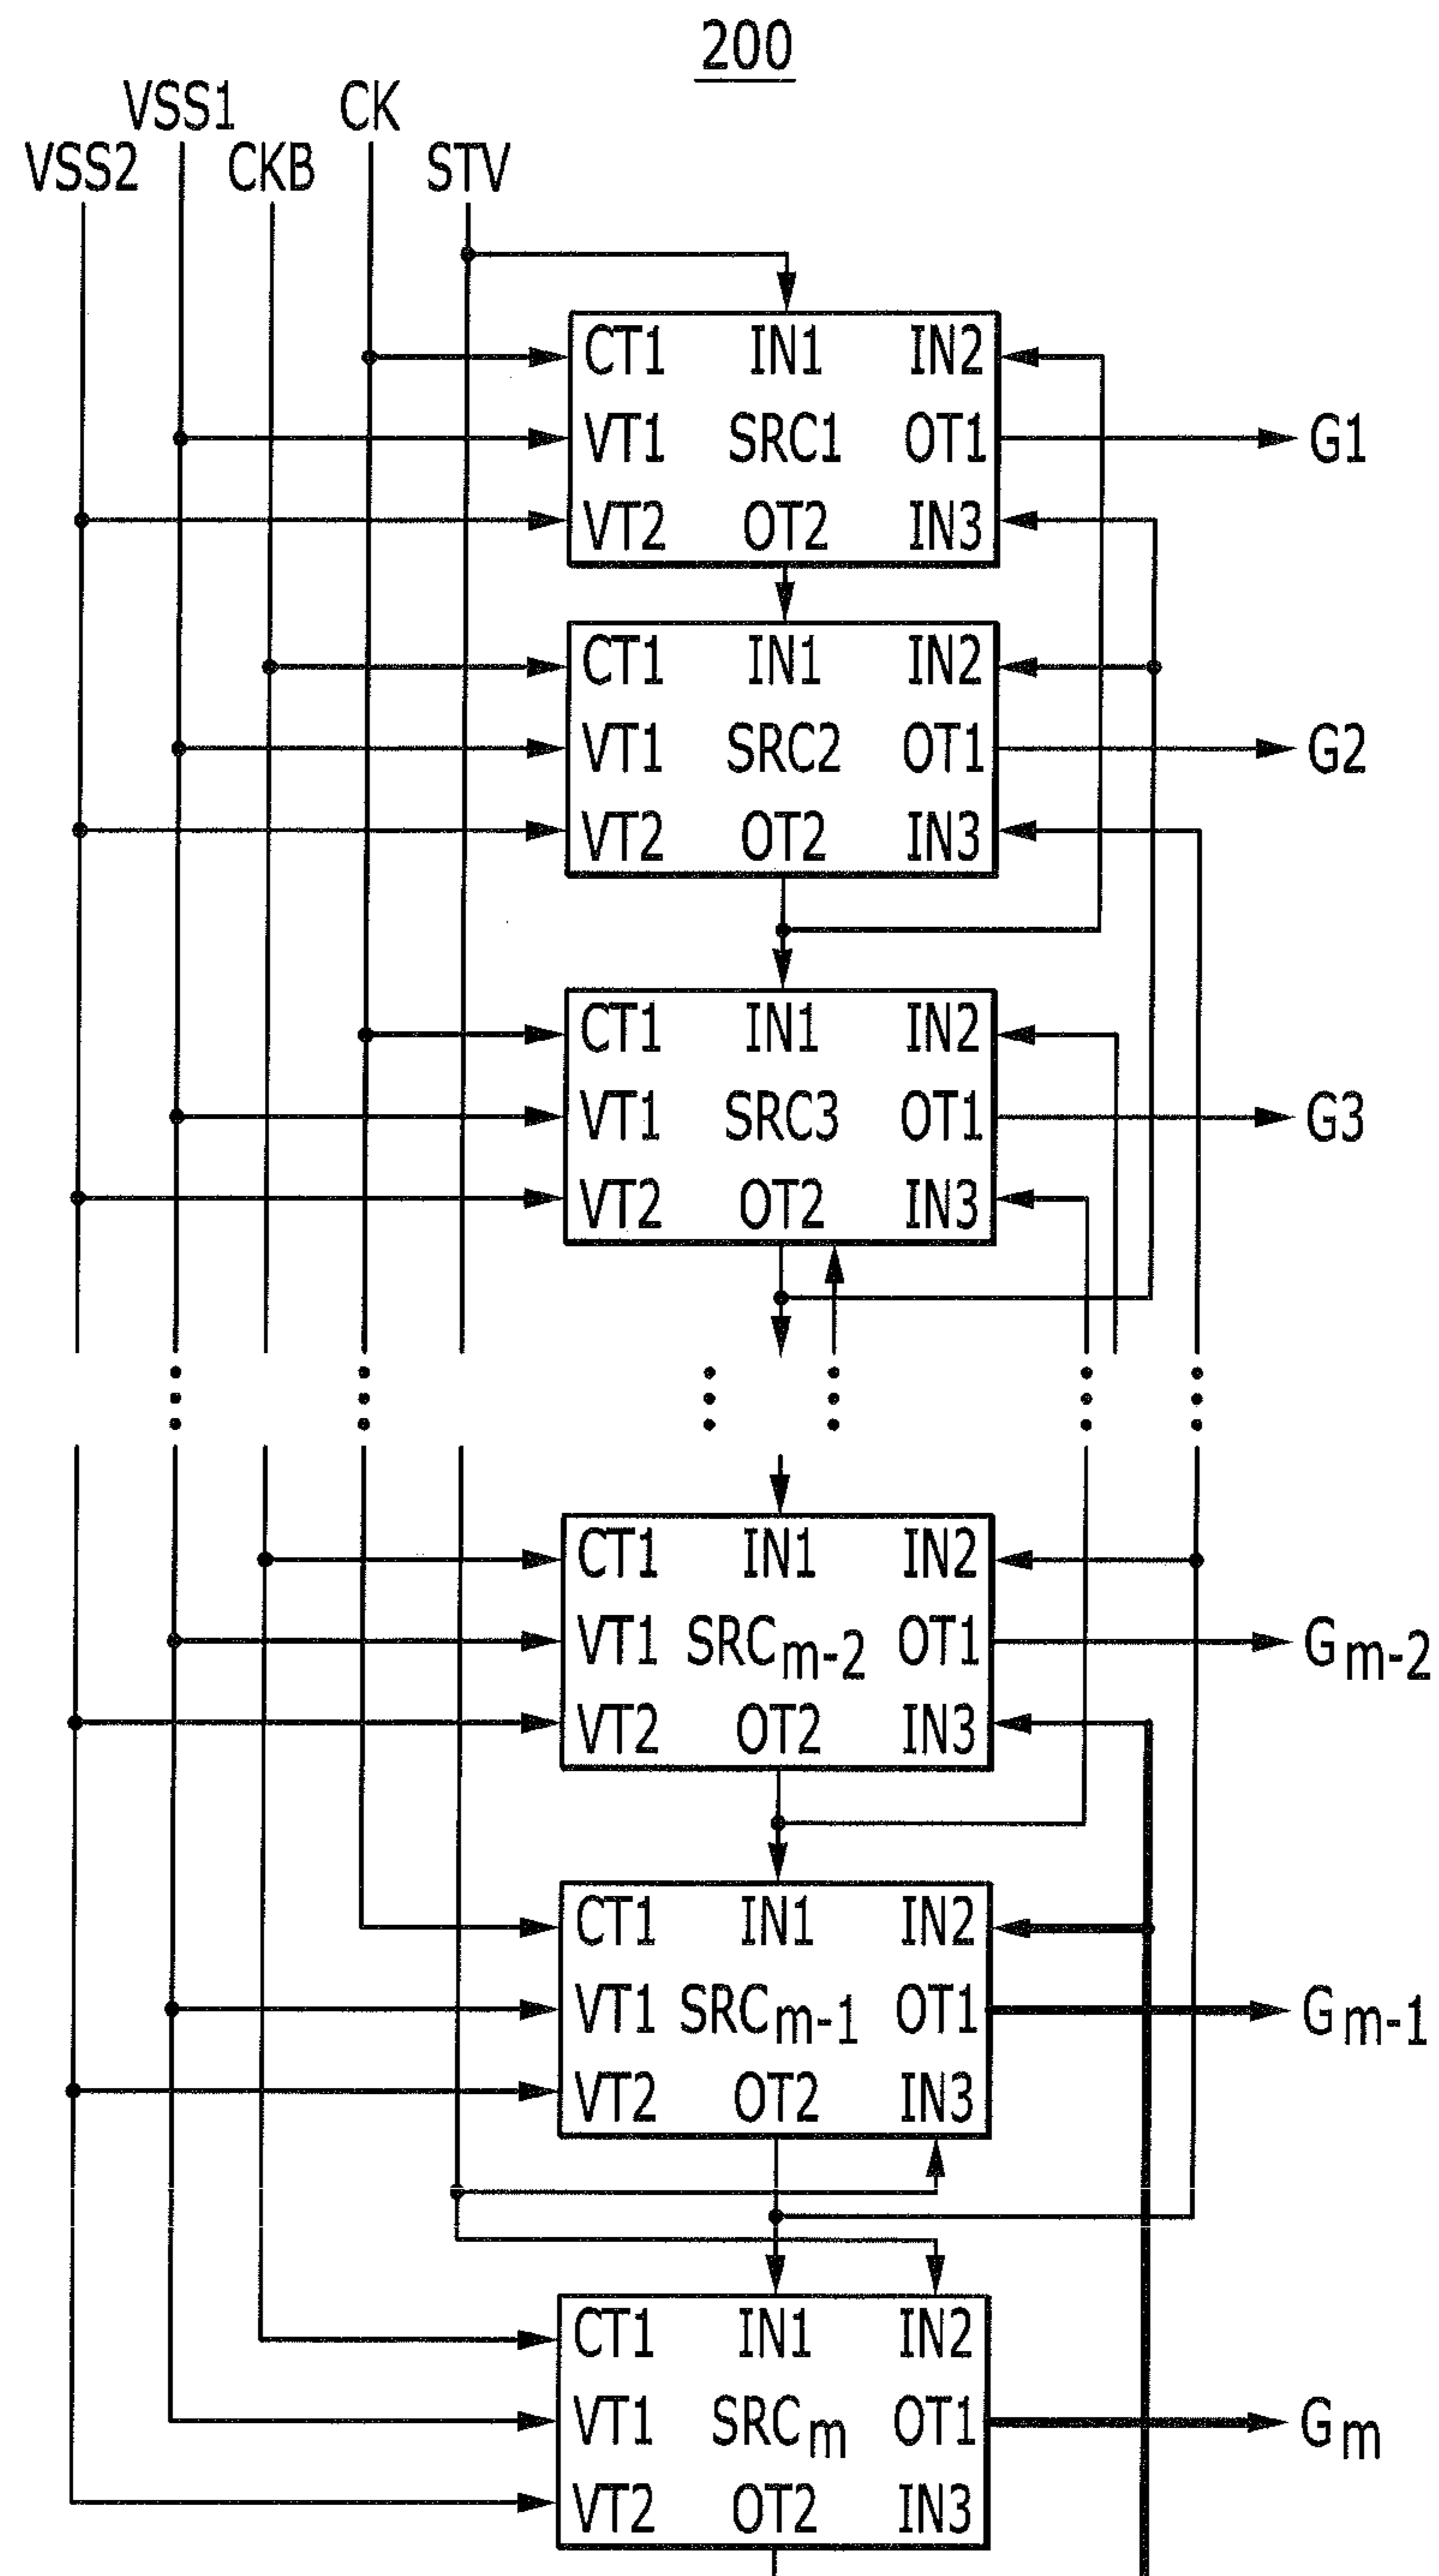 200
VSS1 CK
VSS2 CKB STV
CT1 IN1 IN2
VT1 SRC1 OT1 G1
VT2 OT2 IN3
CT1 IN1 IN2
VT1 SRC2 OT1 G2
VT2 OT2 IN3
CT1 IN1 IN2
VT1 SRC3 OT1 G3
VT2 OT2 IN3
CT1 IN1 IN2
VT1 SRCm-2 OT1 Gm-2
VT2 OT2 IN3
CT1 IN1 IN2
VT1 SRCm-1 OT1 Gm-1
VT2 OT2 IN3
CT1 IN1 IN2
VT1 SRCm OT1 Gm
VT2 OT2 IN3